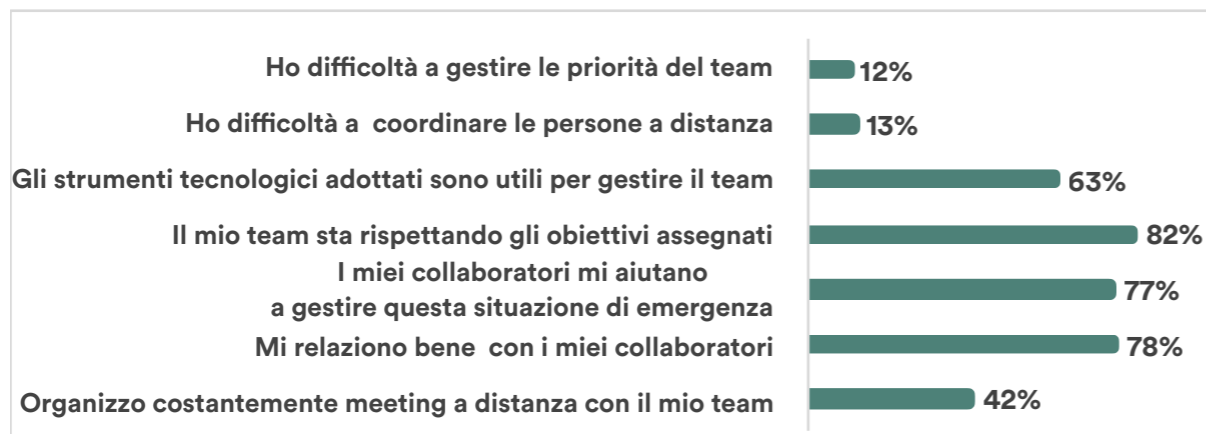 Ho difficoltà a gestire le priorità del team
12%
Ho difficoltà a coordinare le persone a distanza
13%
Gli strumenti tecnologici adottati sono utili per gestire il team
63%
Il mio team sta rispettando gli obiettivi assegnati
82%
I miei collaboratori mi aiutano
a gestire questa situazione di emergenza
77%
Mi relaziono bene con i miei collaboratori
78%
Organizzo costantemente meeting a distanza con il mio team
42%